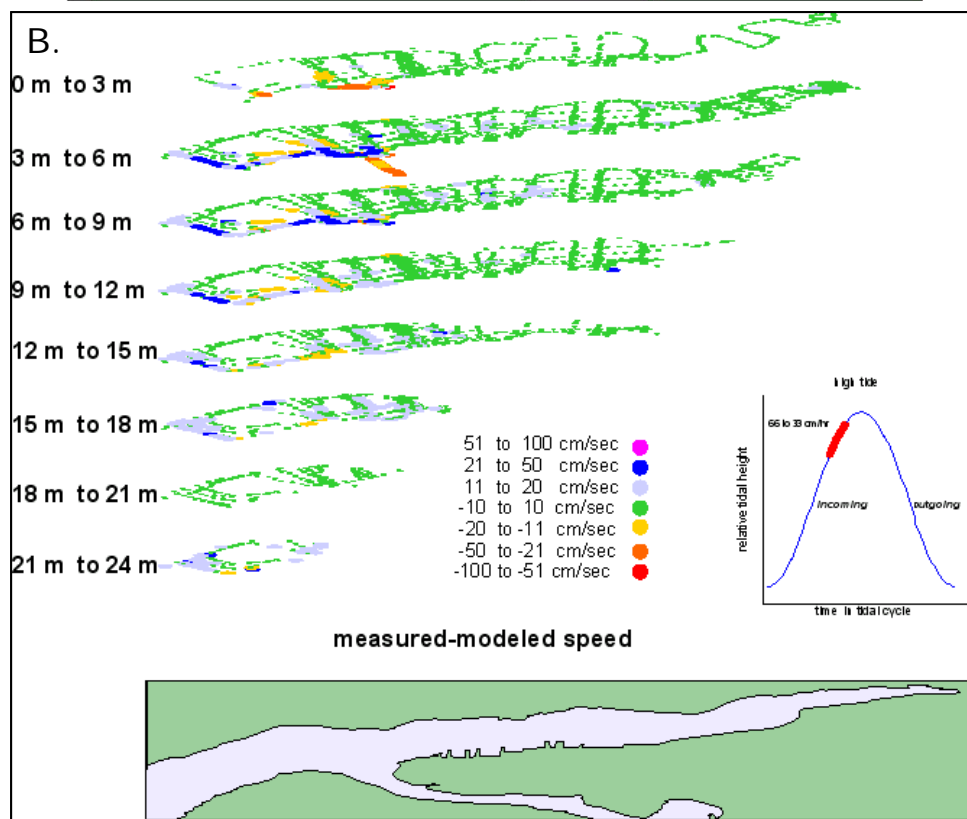 B.
0 m to 3 m
3 m to 6 m
6 m to 9 m
9 m to 12 m
12 m to 15 m
15 m to 18 m
18 m to 21 m
21 m to 24 m
51 to 100 cm/sec
21 to 50 cm/sec
11 to 20 cm/sec
-10 to 10 cm/sec
-20 to -11 cm/sec
-50 to -21 cm/sec
-100 to -51 cm/sec
high tide
66 to 33 cm/hr
relative tidal height
incoming
outgoing
time in tidal cycle
measured-modeled speed